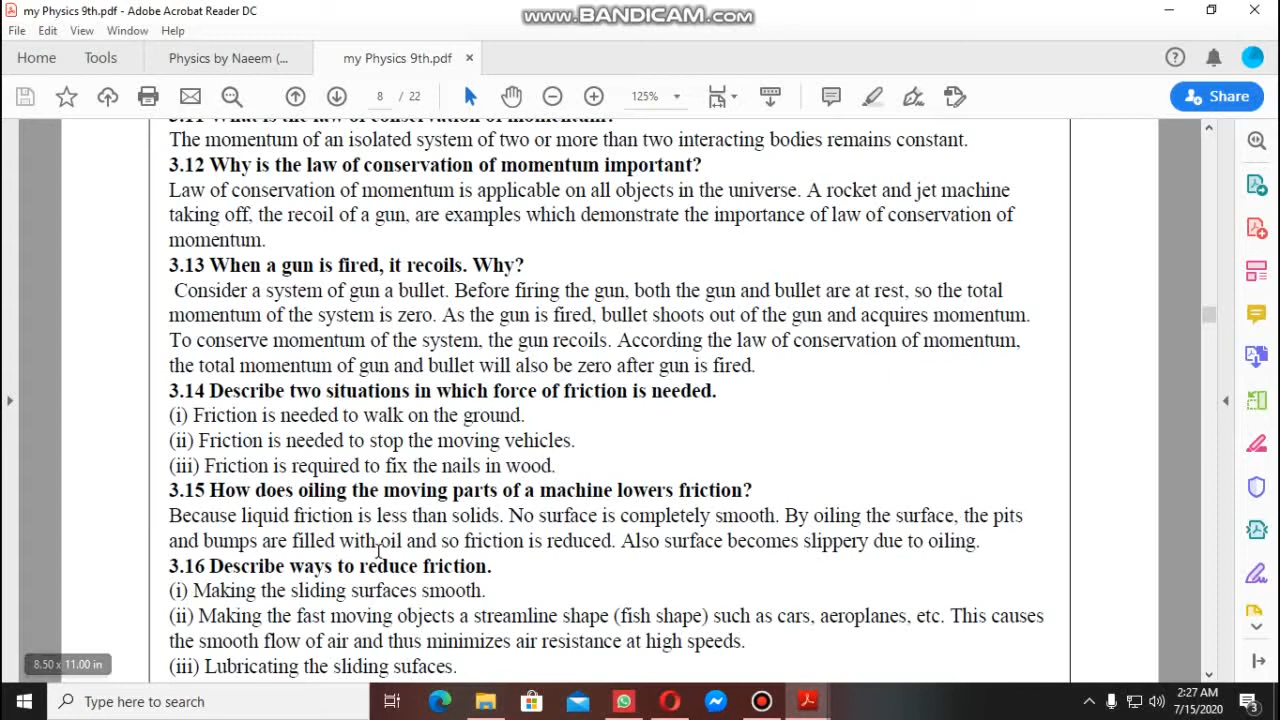 my Physics 9th.pdf - Adobe Acrobat Reader DC
www.BANDICAM.com
File Edit View Window Help
Home Tools Physics by Naeem (... my Physics 9th.pdf ×
8 / 22 125% Share
3.11 What is the law of conservation of momentum?
The momentum of an isolated system of two or more than two interacting bodies remains constant.
3.12 Why is the law of conservation of momentum important?
Law of conservation of momentum is applicable on all objects in the universe. A rocket and jet machine
taking off, the recoil of a gun, are examples which demonstrate the importance of law of conservation of
momentum.
3.13 When a gun is fired, it recoils. Why?
Consider a system of gun a bullet. Before firing the gun, both the gun and bullet are at rest, so the total
momentum of the system is zero. As the gun is fired, bullet shoots out of the gun and acquires momentum.
To conserve momentum of the system, the gun recoils. According the law of conservation of momentum,
the total momentum of gun and bullet will also be zero after gun is fired.
3.14 Describe two situations in which force of friction is needed.
(i) Friction is needed to walk on the ground.
(ii) Friction is needed to stop the moving vehicles.
(iii) Friction is required to fix the nails in wood.
3.15 How does oiling the moving parts of a machine lowers friction?
Because liquid friction is less than solids. No surface is completely smooth. By oiling the surface, the pits
and bumps are filled with oil and so friction is reduced. Also surface becomes slippery due to oiling.
3.16 Describe ways to reduce friction.
(i) Making the sliding surfaces smooth.
(ii) Making the fast moving objects a streamline shape (fish shape) such as cars, aeroplanes, etc. This causes
the smooth flow of air and thus minimizes air resistance at high speeds.
(iii) Lubricating the sliding sufaces.
8.50 x 11.00 in
Type here to search
2:27 AM
7/15/2020
3